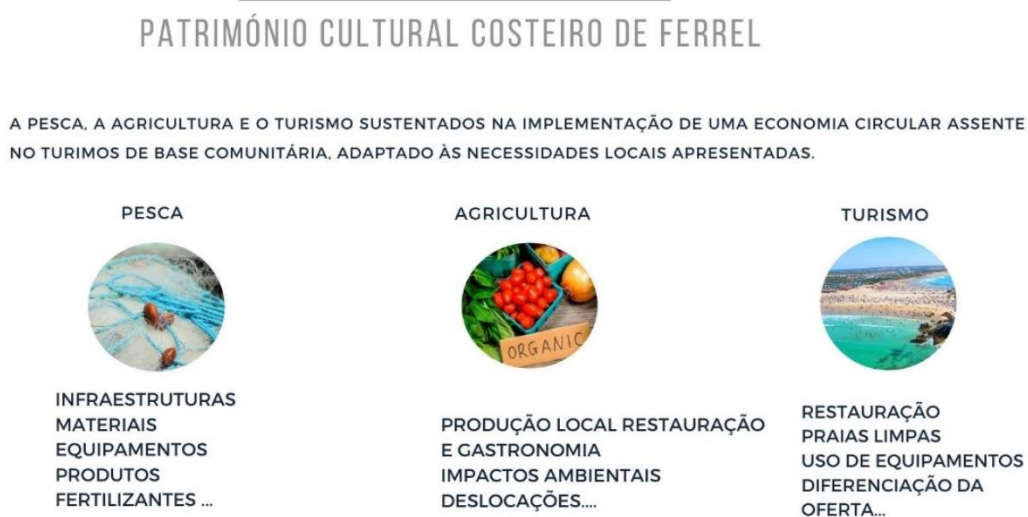 PATRIMÓNIO CULTURAL COSTEIRO DE FERREL
A PESCA, A AGRICULTURA E O TURISMO SUSTENTADOS NA IMPLEMENTAÇÃO DE UMA ECONOMIA CIRCULAR ASSENTE
NO TURIMOS DE BASE COMUNITÁRIA, ADAPTADO ÀS NECESSIDADES LOCAIS APRESENTADAS.
PESCA
INFRAESTRUTURAS
MATERIAIS
EQUIPAMENTOS
PRODUTOS
FERTILIZANTES ...
AGRICULTURA
ORGANIC
PRODUÇÃO LOCAL RESTAURAÇÃO
E GASTRONOMIA
IMPACTOS AMBIENTAIS
DESLOCAÇÕES....
TURISMO
RESTAURAÇÃO
PRAIAS LIMPAS
USO DE EQUIPAMENTOS
DIFERENCIAÇÃO DA
OFERTA...